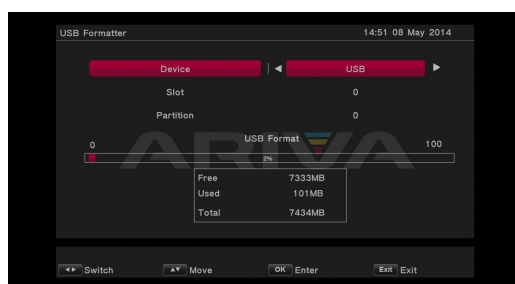 USB Formatter 14:51 08 May 2014
Device USB
Slot 0
Partition 0
USB Format
0 100
ARIVA
2%
Free 7333MB
Used 101MB
Total 7434MB
Switch Move OK Enter Exit Exit